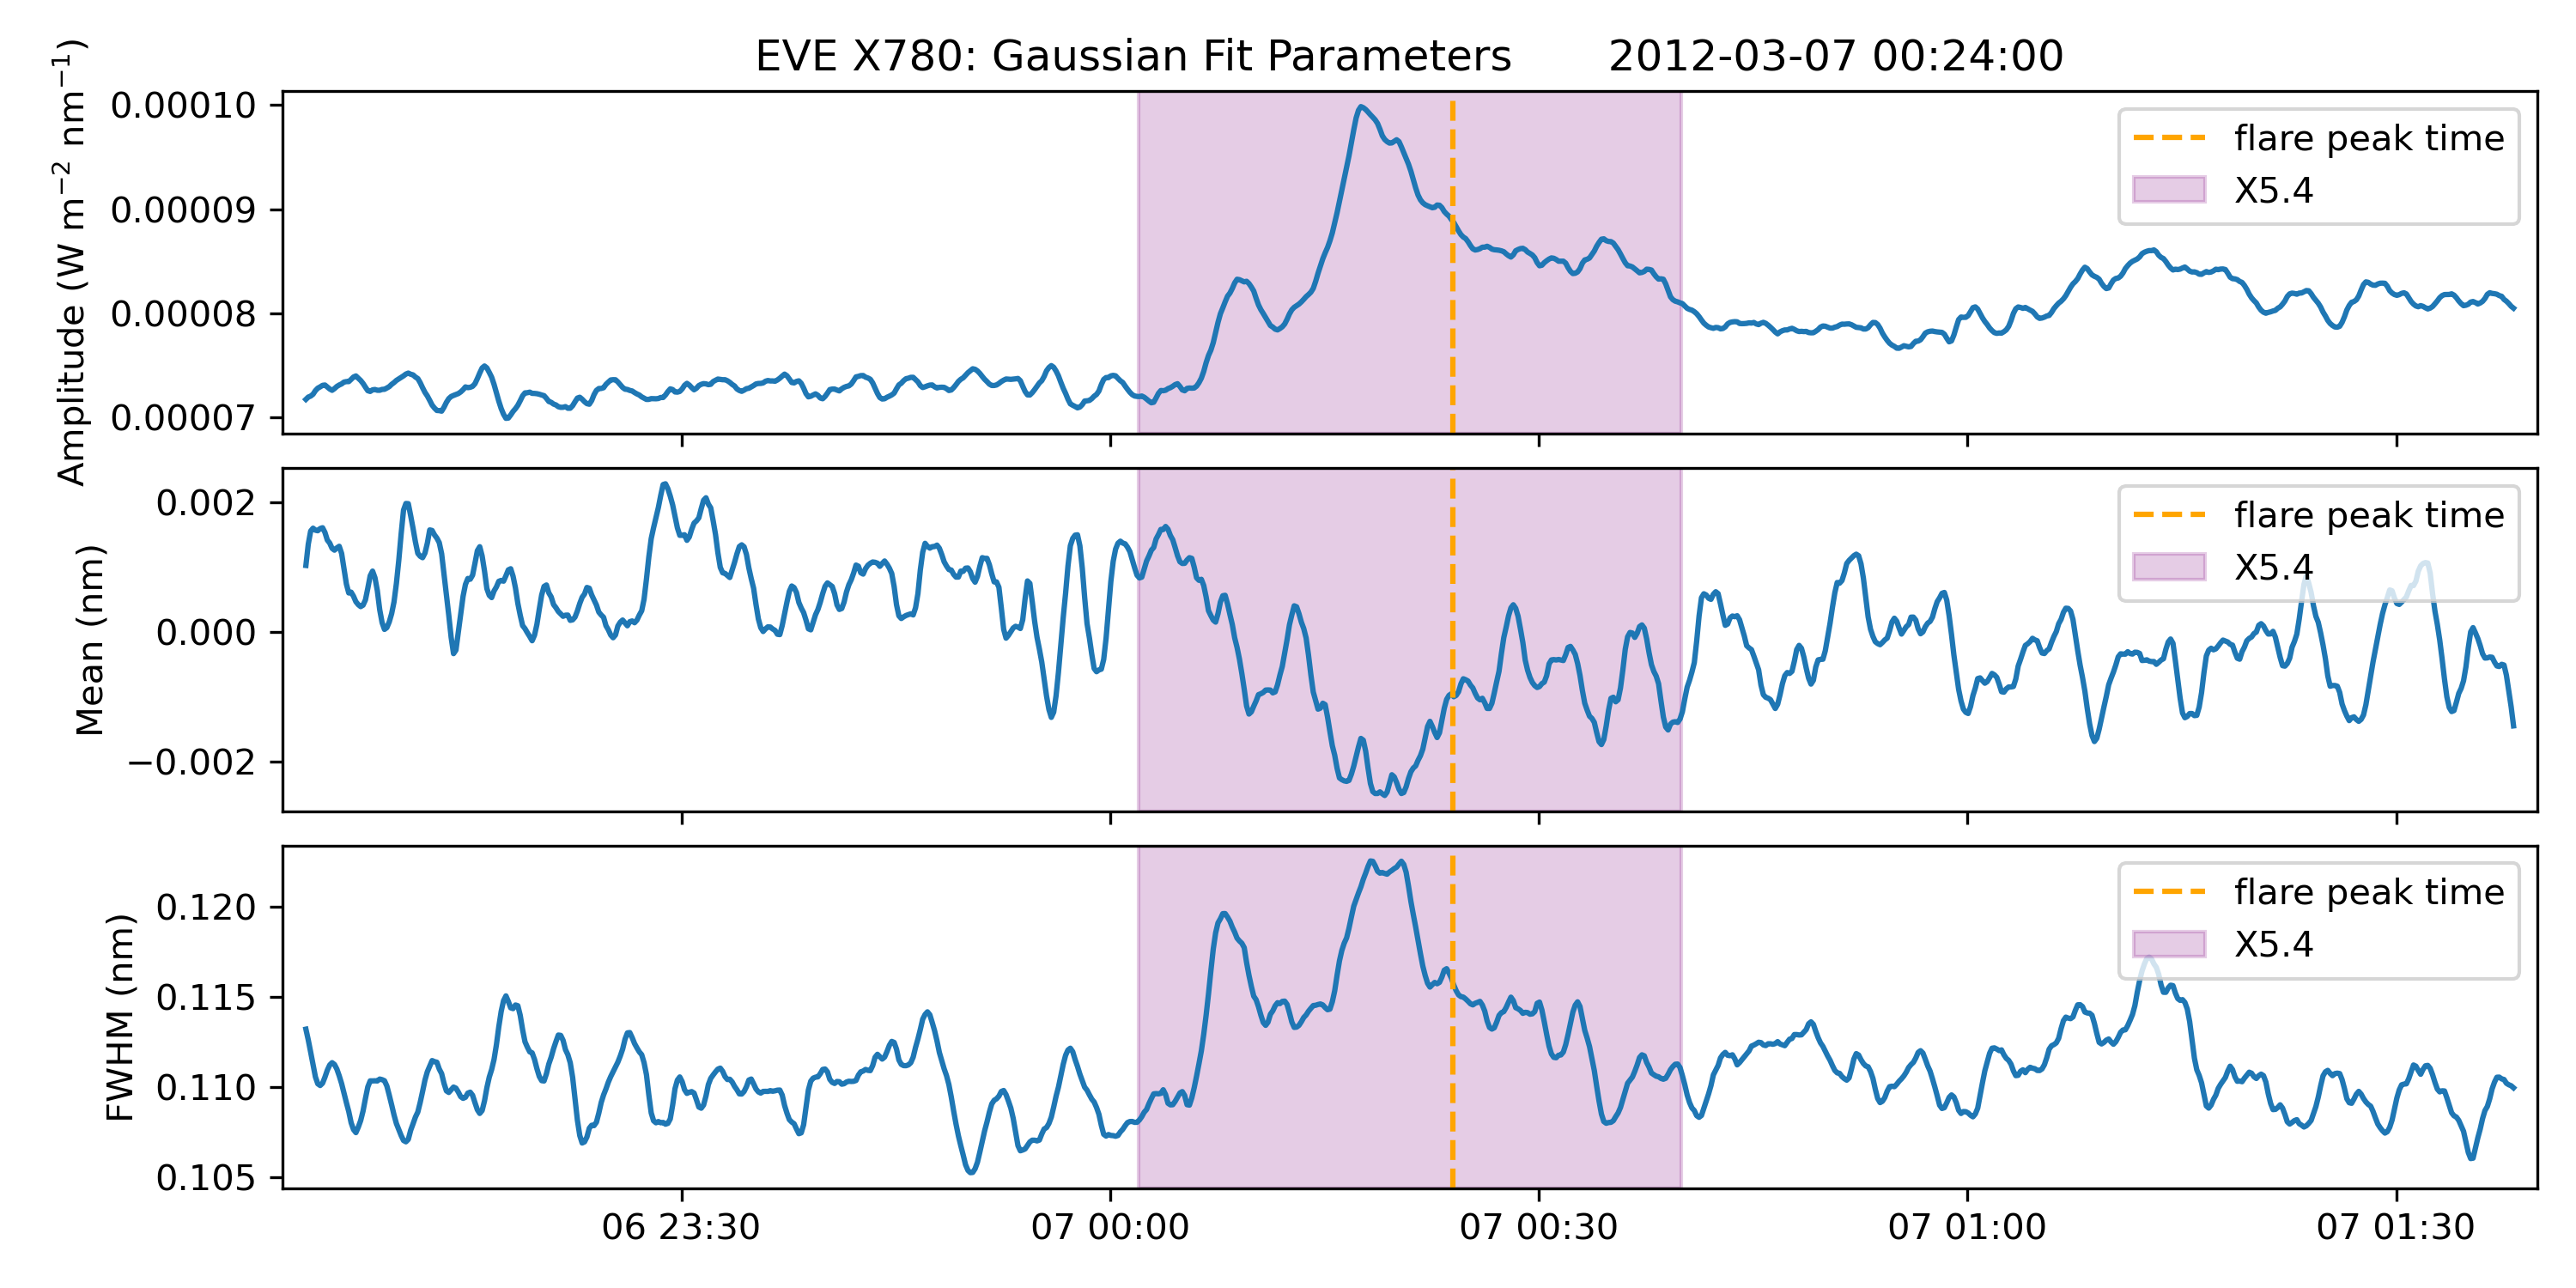 EVE X780: Gaussian Fit Parameters 2012-03-07 00:24:00
Amplitude (W m⁻² nm⁻¹)
0.00010
0.00009
0.00008
0.00007
flare peak time
X5.4
Mean (nm)
0.002
0.000
−0.002
flare peak time
X5.4
FWHM (nm)
0.120
0.115
0.110
0.105
flare peak time
X5.4
06 23:30 07 00:00 07 00:30 07 01:00 07 01:30